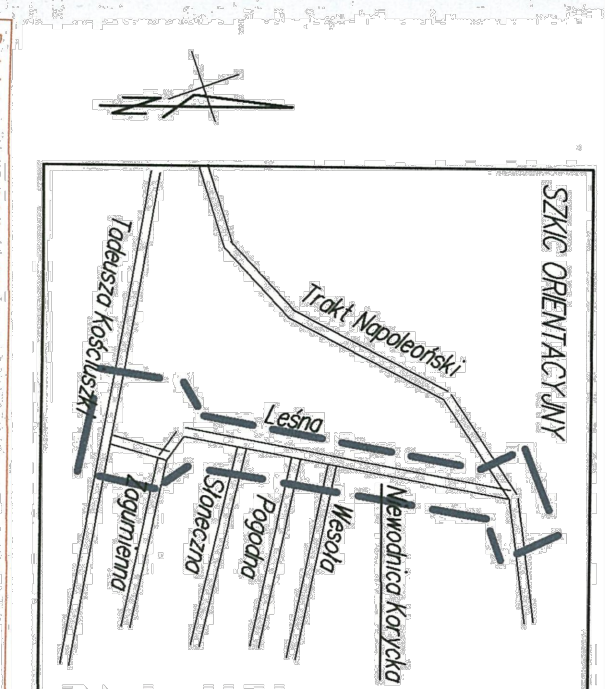 SZKIC ORIENTACYJNY
Trakt Napoleoński
Tadeusza Kościuszki
Leśna
Niewodnica Korycka
Wesoła
Pogodna
Słoneczna
Zagumienna